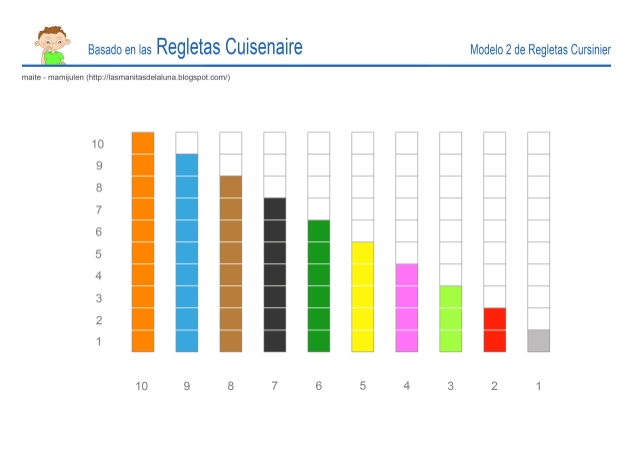 Basado en las Regletas Cuisenaire
Modelo 2 de Regletas Cursinier
maite - mamijulen (http://lasmanitasdelaluna.blogspot.com/)
10
9
8
7
6
5
4
3
2
1
10 9 8 7 6 5 4 3 2 1